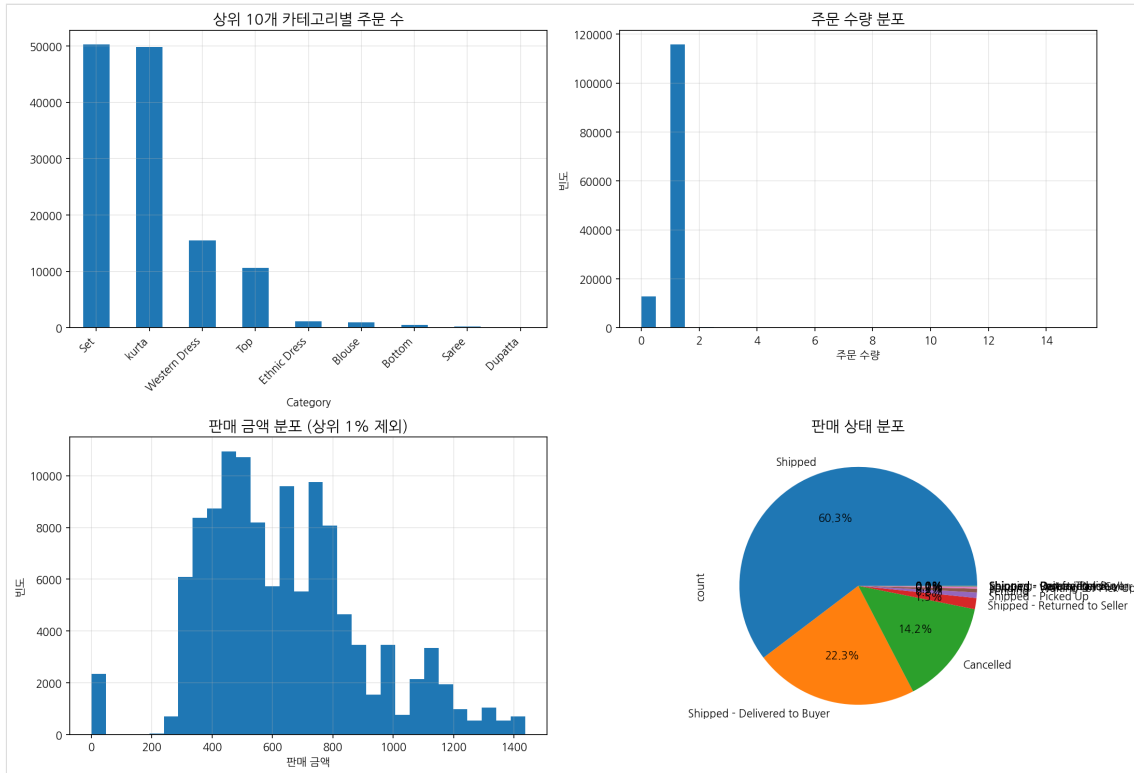 상위 10개 카테고리별 주문 수
50000
40000
30000
20000
10000
0
Set
kurta
Western Dress
Top
Ethnic Dress
Blouse
Bottom
Saree
Dupatta
Category
주문 수량 분포
120000
100000
80000
60000
40000
20000
0
빈도
0 2 4 6 8 10 12 14
주문 수량
판매 금액 분포 (상위 1% 제외)
10000
8000
6000
4000
2000
0
빈도
0 200 400 600 800 1000 1200 1400
판매 금액
판매 상태 분포
count
Shipped
60.3%
22.3%
Shipped - Delivered to Buyer
14.2%
Cancelled
1.5%
Shipped - Returned to Seller
Shipped - Picked Up